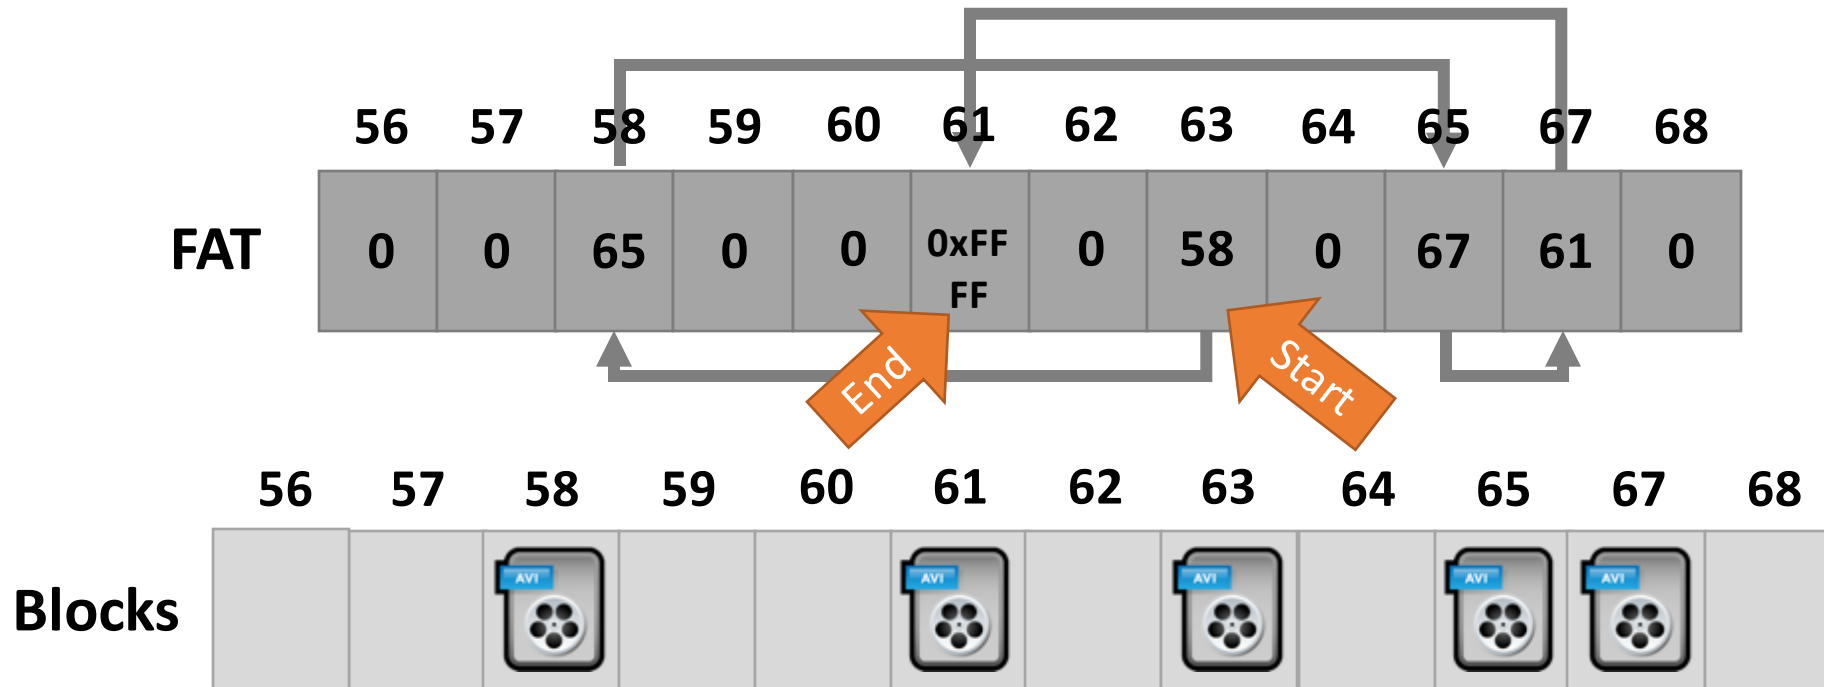 56 57 58 59 60 61 62 63 64 65 67 68
FAT 0 0 65 0 0 0xFF 0 58 0 67 61 0
FF
End
Start
56 57 58 59 60 61 62 63 64 65 67 68
Blocks
AVI AVI AVI AVI AVI